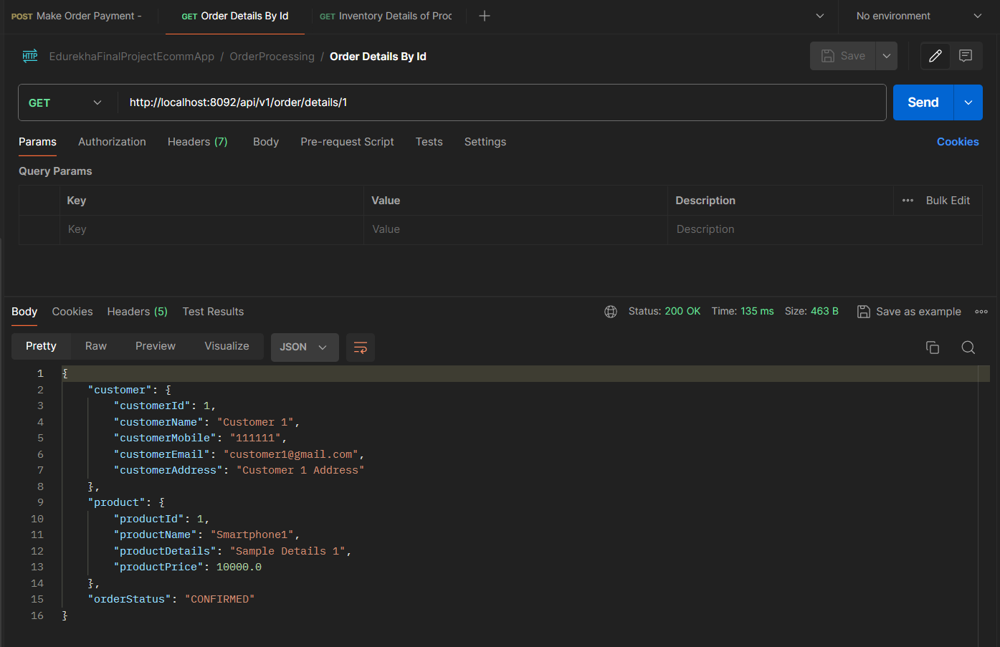 POST Make Order Payment - GET Order Details By Id GET Inventory Details of Proc No environment
HTTP EdurekhaFinalProjectEcommApp / OrderProcessing / Order Details By Id Save
GET http://localhost:8092/api/v1/order/details/1 Send
Params Authorization Headers (7) Body Pre-request Script Tests Settings Cookies
Query Params
Key Value Description Bulk Edit
Key Value Description
Body Cookies Headers (5) Test Results Status: 200 OK Time: 135 ms Size: 463 B Save as example
Pretty Raw Preview Visualize JSON
1 {
2 "customer": {
3 "customerId": 1,
4 "customerName": "Customer 1",
5 "customerMobile": "111111",
6 "customerEmail": "customer1@gmail.com",
7 "customerAddress": "Customer 1 Address"
8 },
9 "product": {
10 "productId": 1,
11 "productName": "Smartphone1",
12 "productDetails": "Sample Details 1",
13 "productPrice": 10000.0
14 },
15 "orderStatus": "CONFIRMED"
16 }